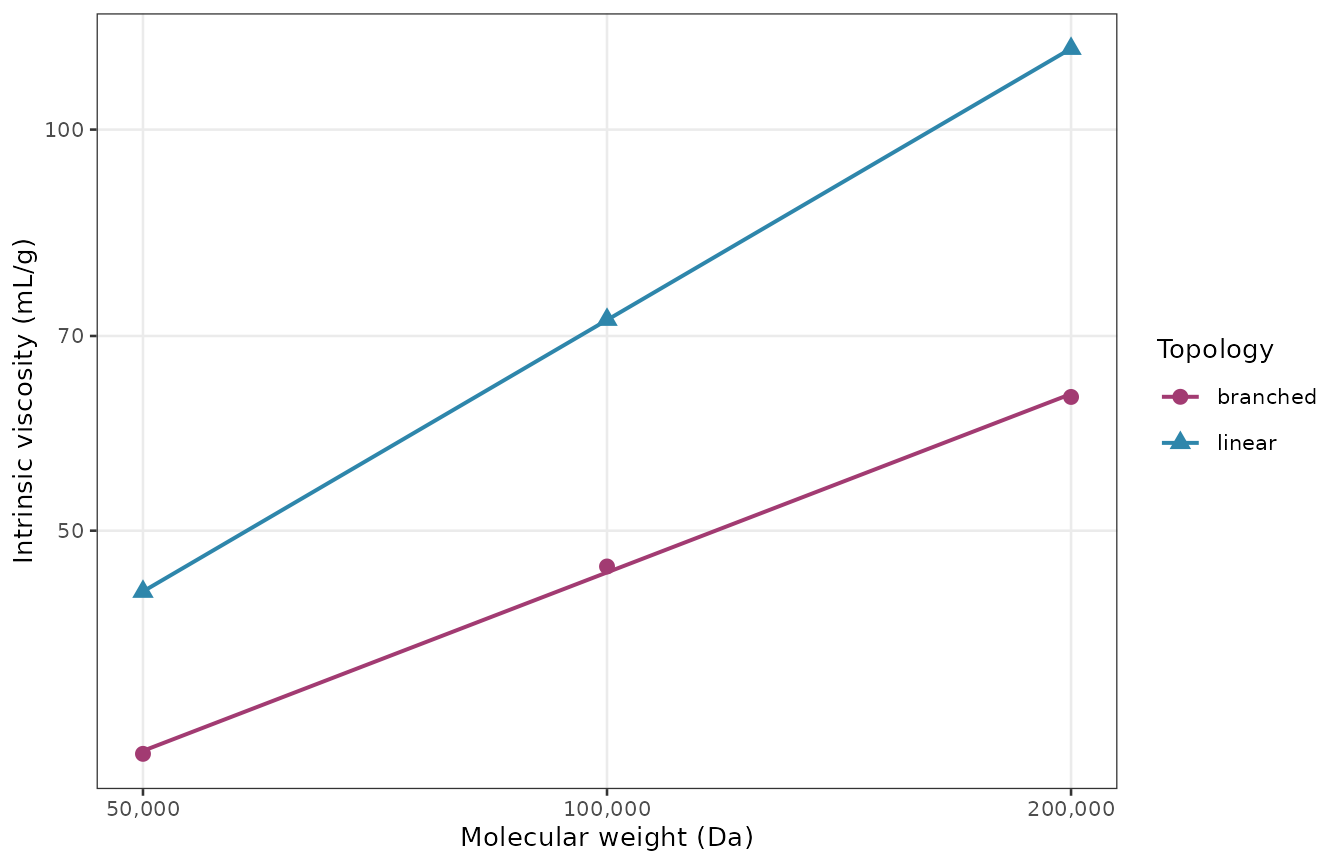 100
70
50
Intrinsic viscosity (mL/g)
50,000
100,000
200,000
Molecular weight (Da)
Topology
branched
linear